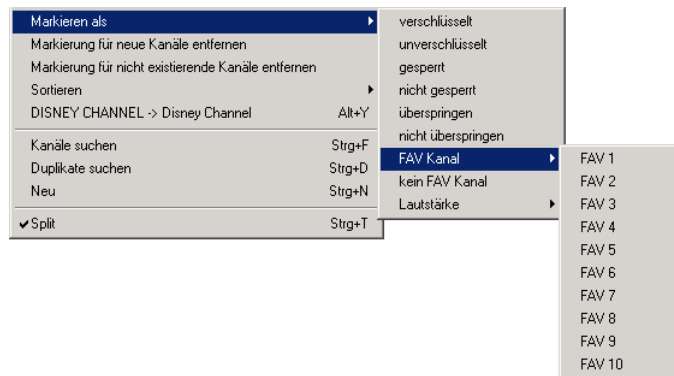 Markieren als
Markierung für neue Kanäle entfernen
Markierung für nicht existierende Kanäle entfernen
Sortieren
DISNEY CHANNEL -> Disney Channel Alt+Y
Kanäle suchen Strg+F
Duplikate suchen Strg+D
Neu Strg+N
Split Strg+T
verschlüsselt
unverschlüsselt
gesperrt
nicht gesperrt
überspringen
nicht überspringen
FAV Kanal
kein FAV Kanal
Lautstärke
FAV 1
FAV 2
FAV 3
FAV 4
FAV 5
FAV 6
FAV 7
FAV 8
FAV 9
FAV 10